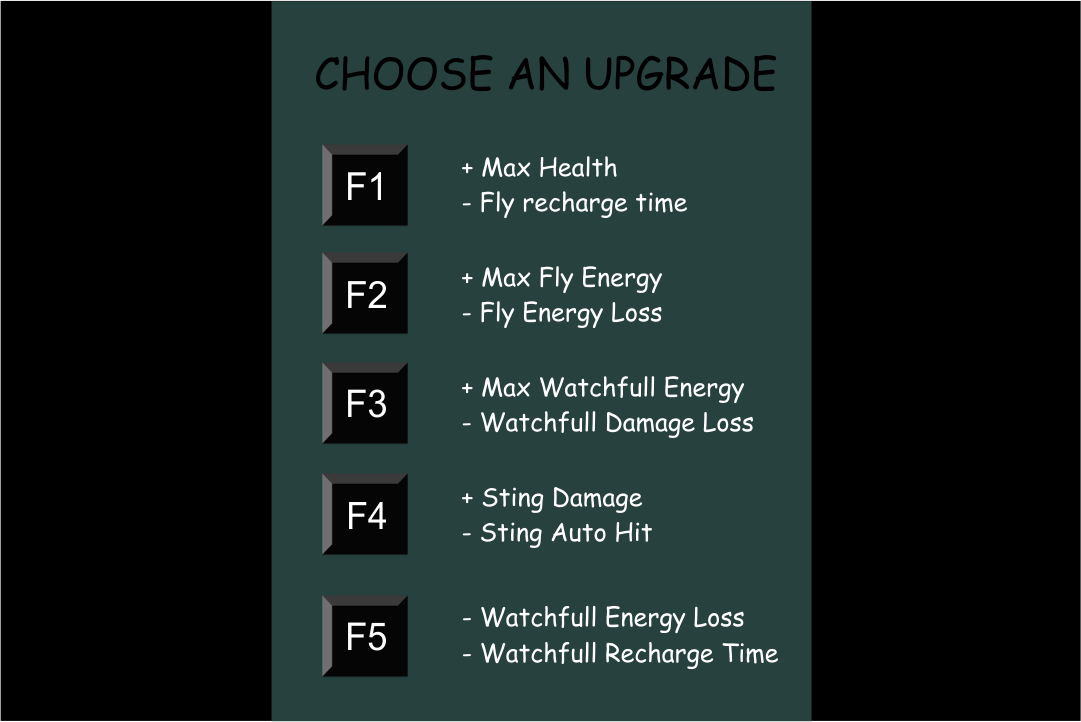 CHOOSE AN UPGRADE
F1
+ Max Health
- Fly recharge time
F2
+ Max Fly Energy
- Fly Energy Loss
F3
+ Max Watchfull Energy
- Watchfull Damage Loss
F4
+ Sting Damage
- Sting Auto Hit
F5
- Watchfull Energy Loss
- Watchfull Recharge Time